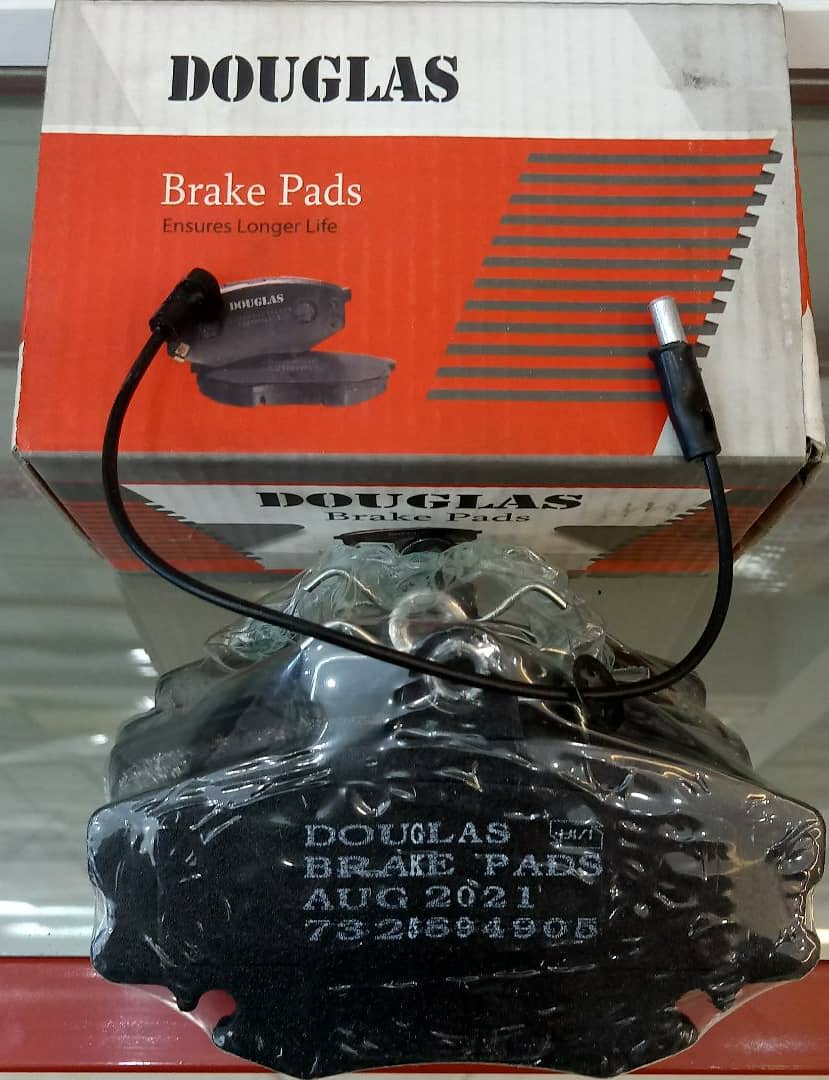 DOUGLAS
Brake Pads
Ensures Longer Life
DOUGLAS
DOUGLAS
Brake Pads
DOUGLAS
BRAKE PADS
AUG 2021